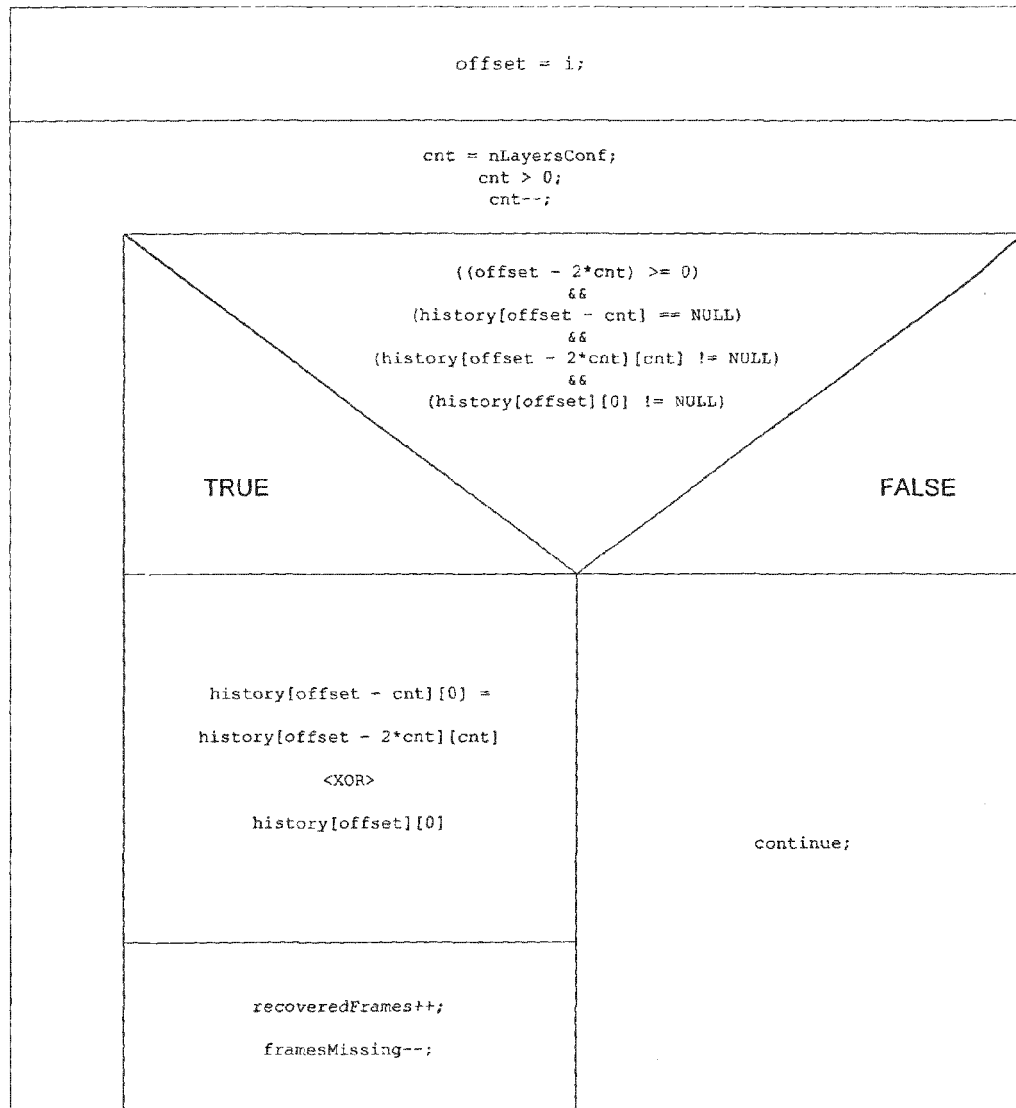 offset = i;
cnt = nLayersConf;
cnt > 0;
cnt--;
((offset - 2*cnt) >= 0)
&&
(history[offset - cnt] == NULL)
&&
(history[offset - 2*cnt][cnt] != NULL)
&&
(history[offset][0] != NULL)
TRUE
FALSE
history[offset - cnt][0] =
history[offset - 2*cnt][cnt]
<XOR>
history[offset][0]
continue;
recoveredFrames++;
framesMissing--;